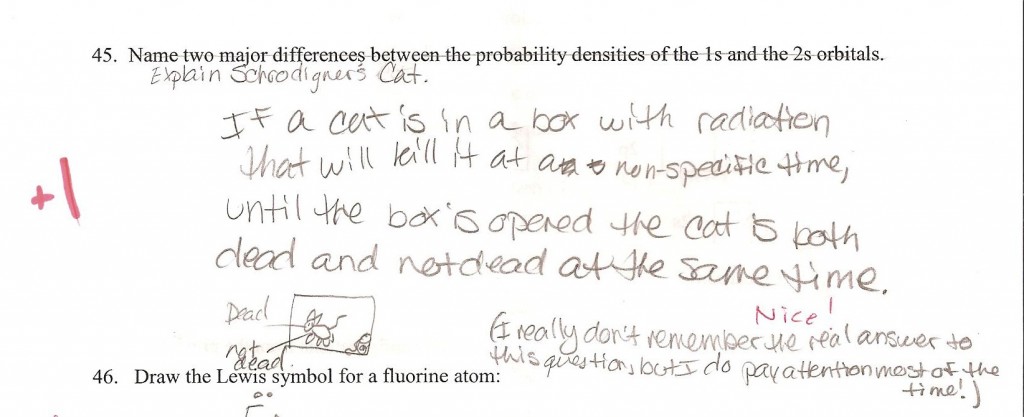 45. Name two major differences between the probability densities of the 1s and the 2s orbitals.
Explain Schrodigners Cat.
If a cat is in a box with radiation
that will kill it at a non-specific time,
until the box is opened the cat is both
dead and not dead at the same time.
+1
Dead
not
dead
Nice!
(I really don't remember the real answer to
this question, but I do pay attention most of the
time!)
46. Draw the Lewis symbol for a fluorine atom:
F